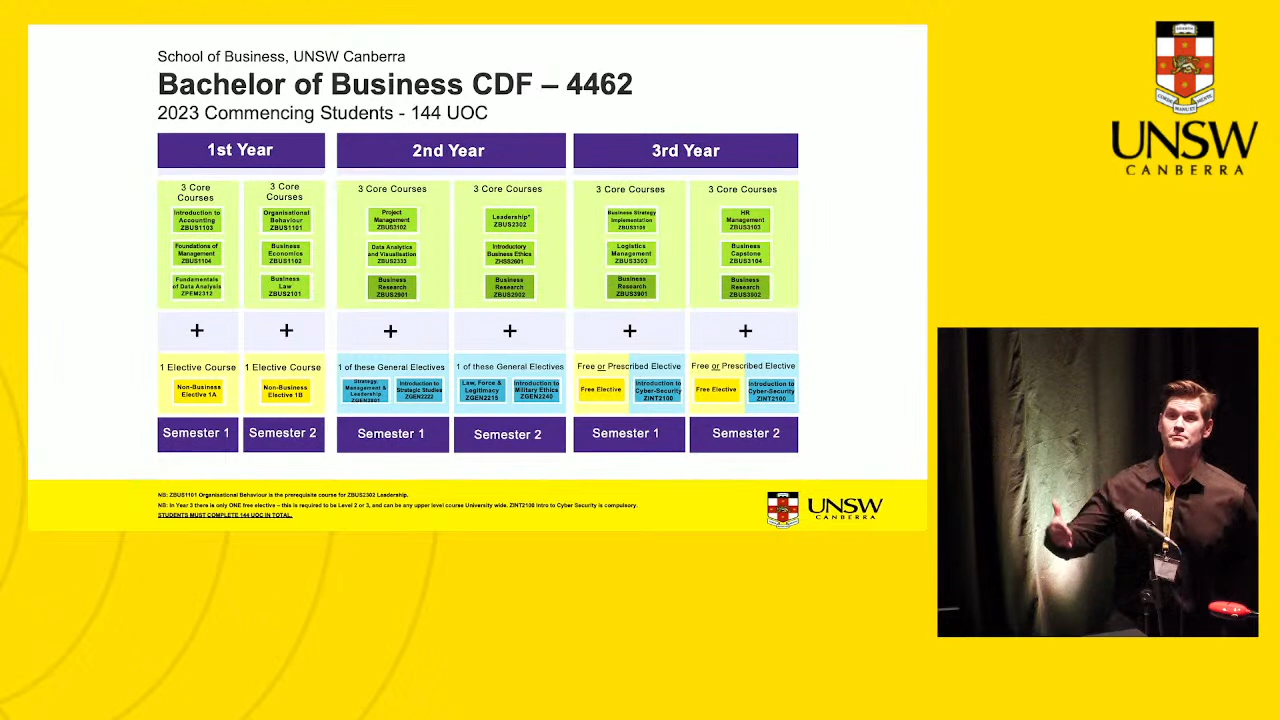 School of Business, UNSW Canberra
Bachelor of Business CDF – 4462
2023 Commencing Students - 144 UOC
1st Year
2nd Year
3rd Year
3 Core
Courses
Introduction to
Accounting
ZBUS1103
Foundations of
Management
ZBUS1104
Fundamentals
of Data Analysis
ZPEM2312
3 Core
Courses
Organisational
Behaviour
ZBUS1101
Business
Economics
ZBUS1102
Business
Law
ZBUS2101
3 Core Courses
Project
Management
ZBUS3102
Data Analytics
and Visualisation
ZBUS2333
Business
Research
ZBUS2901
3 Core Courses
Leadership*
ZBUS2302
Introductory
Business Ethics
ZHSS2601
Business
Research
ZBUS2902
3 Core Courses
Business Strategy
Implementation
Logistics
Management
ZBUS3303
Business
Research
ZBUS3901
3 Core Courses
HR
Management
ZBUS3103
Business
Capstone
ZBUS3104
Business
Research
ZBUS3902
+
+
+
+
+
+
1 Elective Course
Non-Business
Elective 1A
1 Elective Course
Non-Business
Elective 1B
1 of these General Electives
Strategy,
Management &
Leadership
ZGEN2801
Introduction to
Strategic Studies
ZGEN2222
1 of these General Electives
Law, Force &
Legitimacy
ZGEN2215
Introduction to
Military Ethics
ZGEN2240
Free or Prescribed Elective
Free Elective
Introduction to
Cyber-Security
ZINT2100
Free or Prescribed Elective
Free Elective
Introduction to
Cyber-Security
ZINT2100
Semester 1
Semester 2
Semester 1
Semester 2
Semester 1
Semester 2
NB: ZBUS1101 Organisational Behaviour is the prerequisite course for ZBUS2302 Leadership.
NB: In Year 3 there is only ONE free elective – this is required to be Level 2 or 3, and can be any upper level course University wide. ZINT2100 Intro to Cyber Security is compulsory.
STUDENTS MUST COMPLETE 144 UOC IN TOTAL.
UNSW
CANBERRA
UNSW
CANBERRA